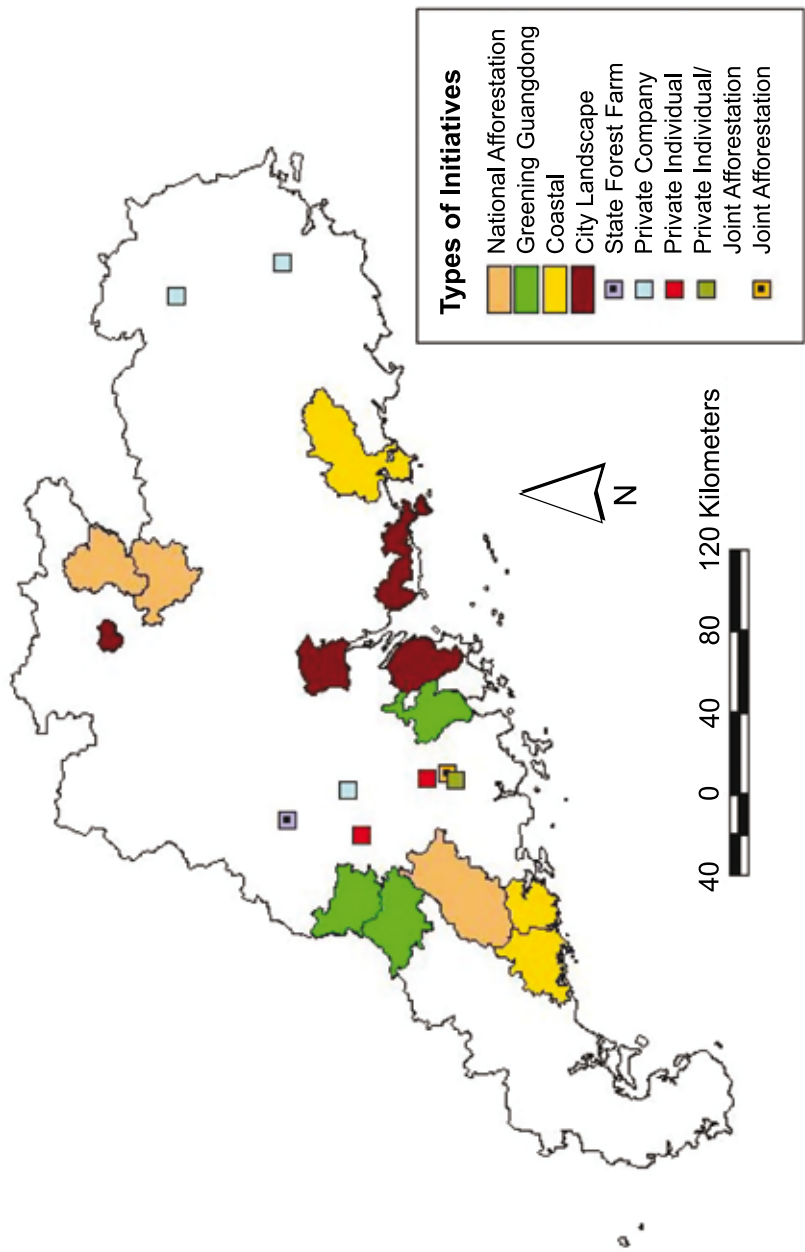 Types of Initiatives
National Afforestation
Greening Guangdong
Coastal
City Landscape
State Forest Farm
Private Company
Private Individual
Private Individual/
Joint Afforestation
Joint Afforestation
N
40 0 40 80 120 Kilometers